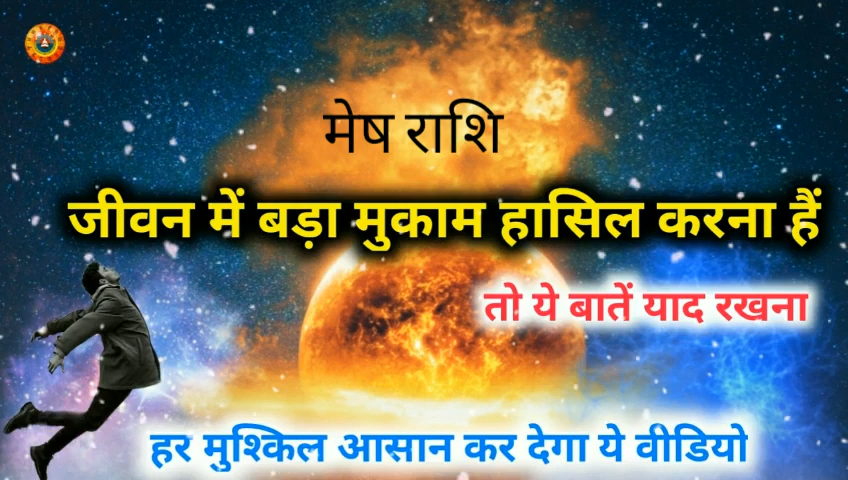 मेष राशि
जीवन में बड़ा मुकाम हासिल करना हैं
तो ये बातें याद रखना
हर मुश्किल आसान कर देगा ये वीडियो